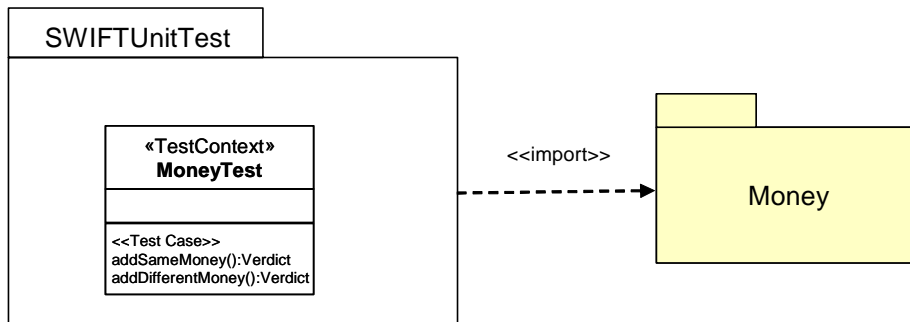 SWIFTUnitTest
«TestContext»
MoneyTest
<<Test Case>>
addSameMoney():Verdict
addDifferentMoney():Verdict
<<import>>
Money